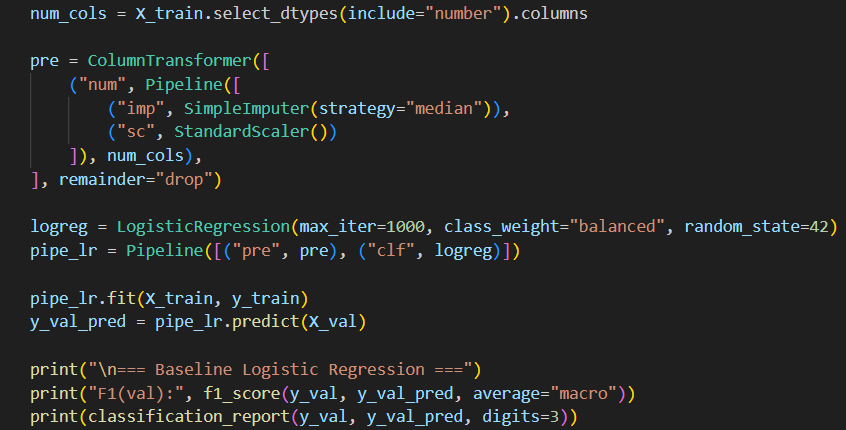 num_cols = X_train.select_dtypes(include="number").columns
pre = ColumnTransformer([
("num", Pipeline([
("imp", SimpleImputer(strategy="median")),
("sc", StandardScaler())
]), num_cols),
], remainder="drop")
logreg = LogisticRegression(max_iter=1000, class_weight="balanced", random_state=42)
pipe_lr = Pipeline([("pre", pre), ("clf", logreg)])
pipe_lr.fit(X_train, y_train)
y_val_pred = pipe_lr.predict(X_val)
print("\n=== Baseline Logistic Regression ===")
print("F1(val):", f1_score(y_val, y_val_pred, average="macro"))
print(classification_report(y_val, y_val_pred, digits=3))